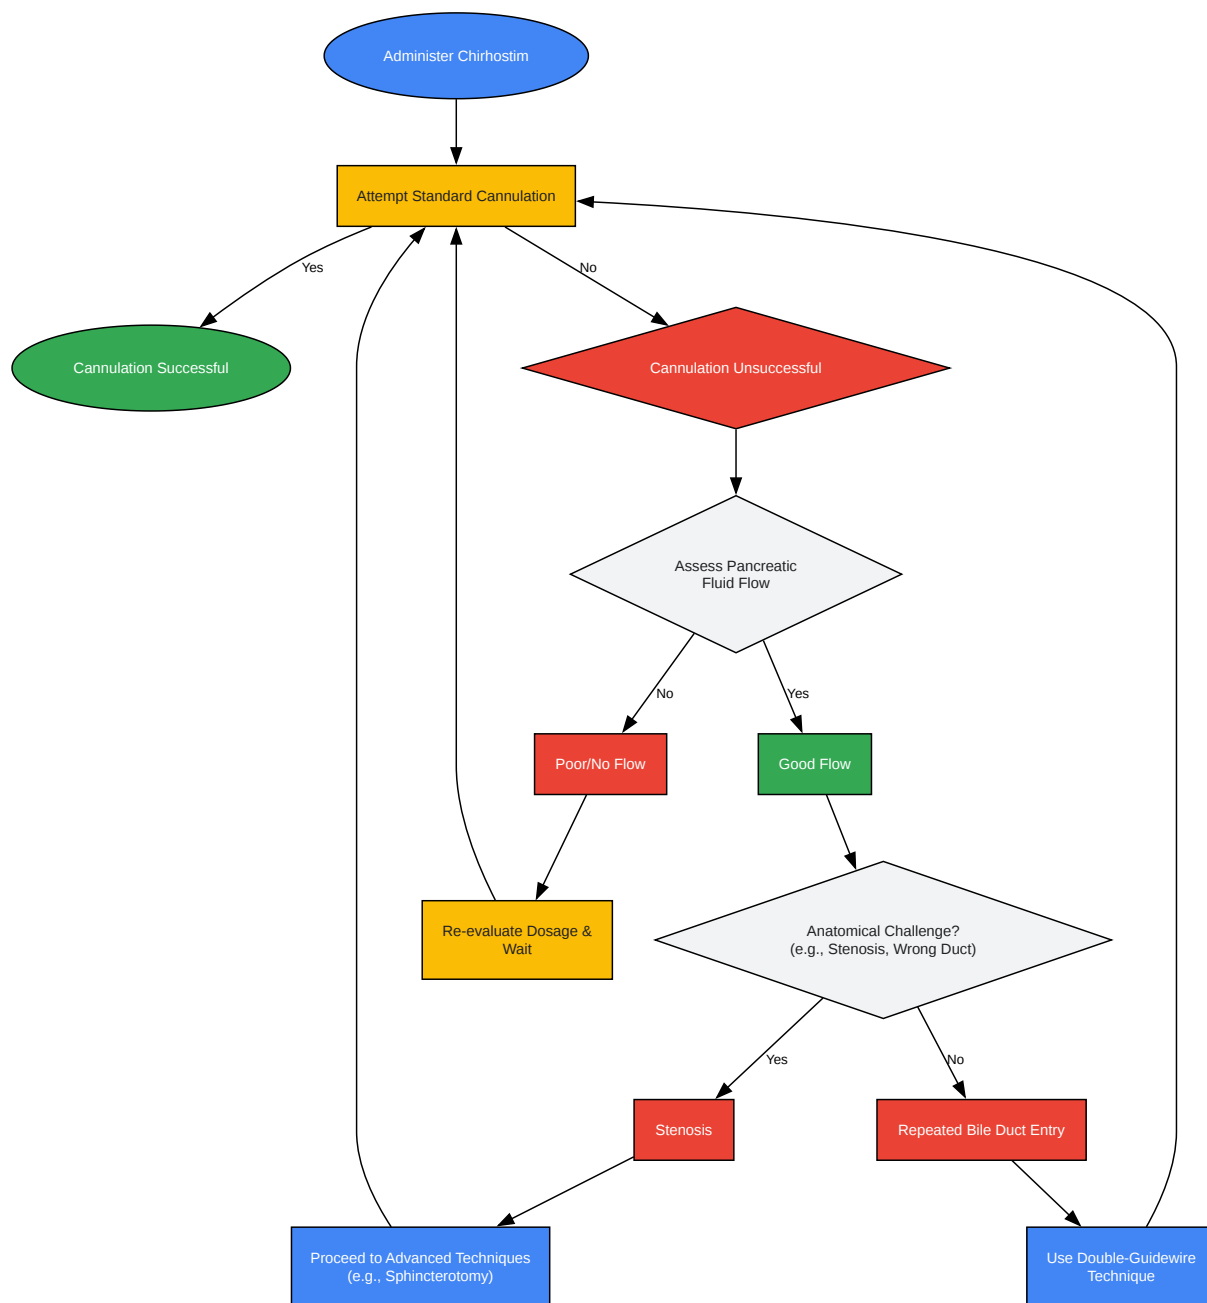 Administer Chirhostim
Attempt Standard Cannulation
Yes
No
Cannulation Successful
Cannulation Unsuccessful
Assess Pancreatic
Fluid Flow
No
Yes
Poor/No Flow
Good Flow
Re-evaluate Dosage &
Wait
Anatomical Challenge?
(e.g., Stenosis, Wrong Duct)
Yes
No
Stenosis
Repeated Bile Duct Entry
Proceed to Advanced Techniques
(e.g., Sphincterotomy)
Use Double-Guidewire
Technique